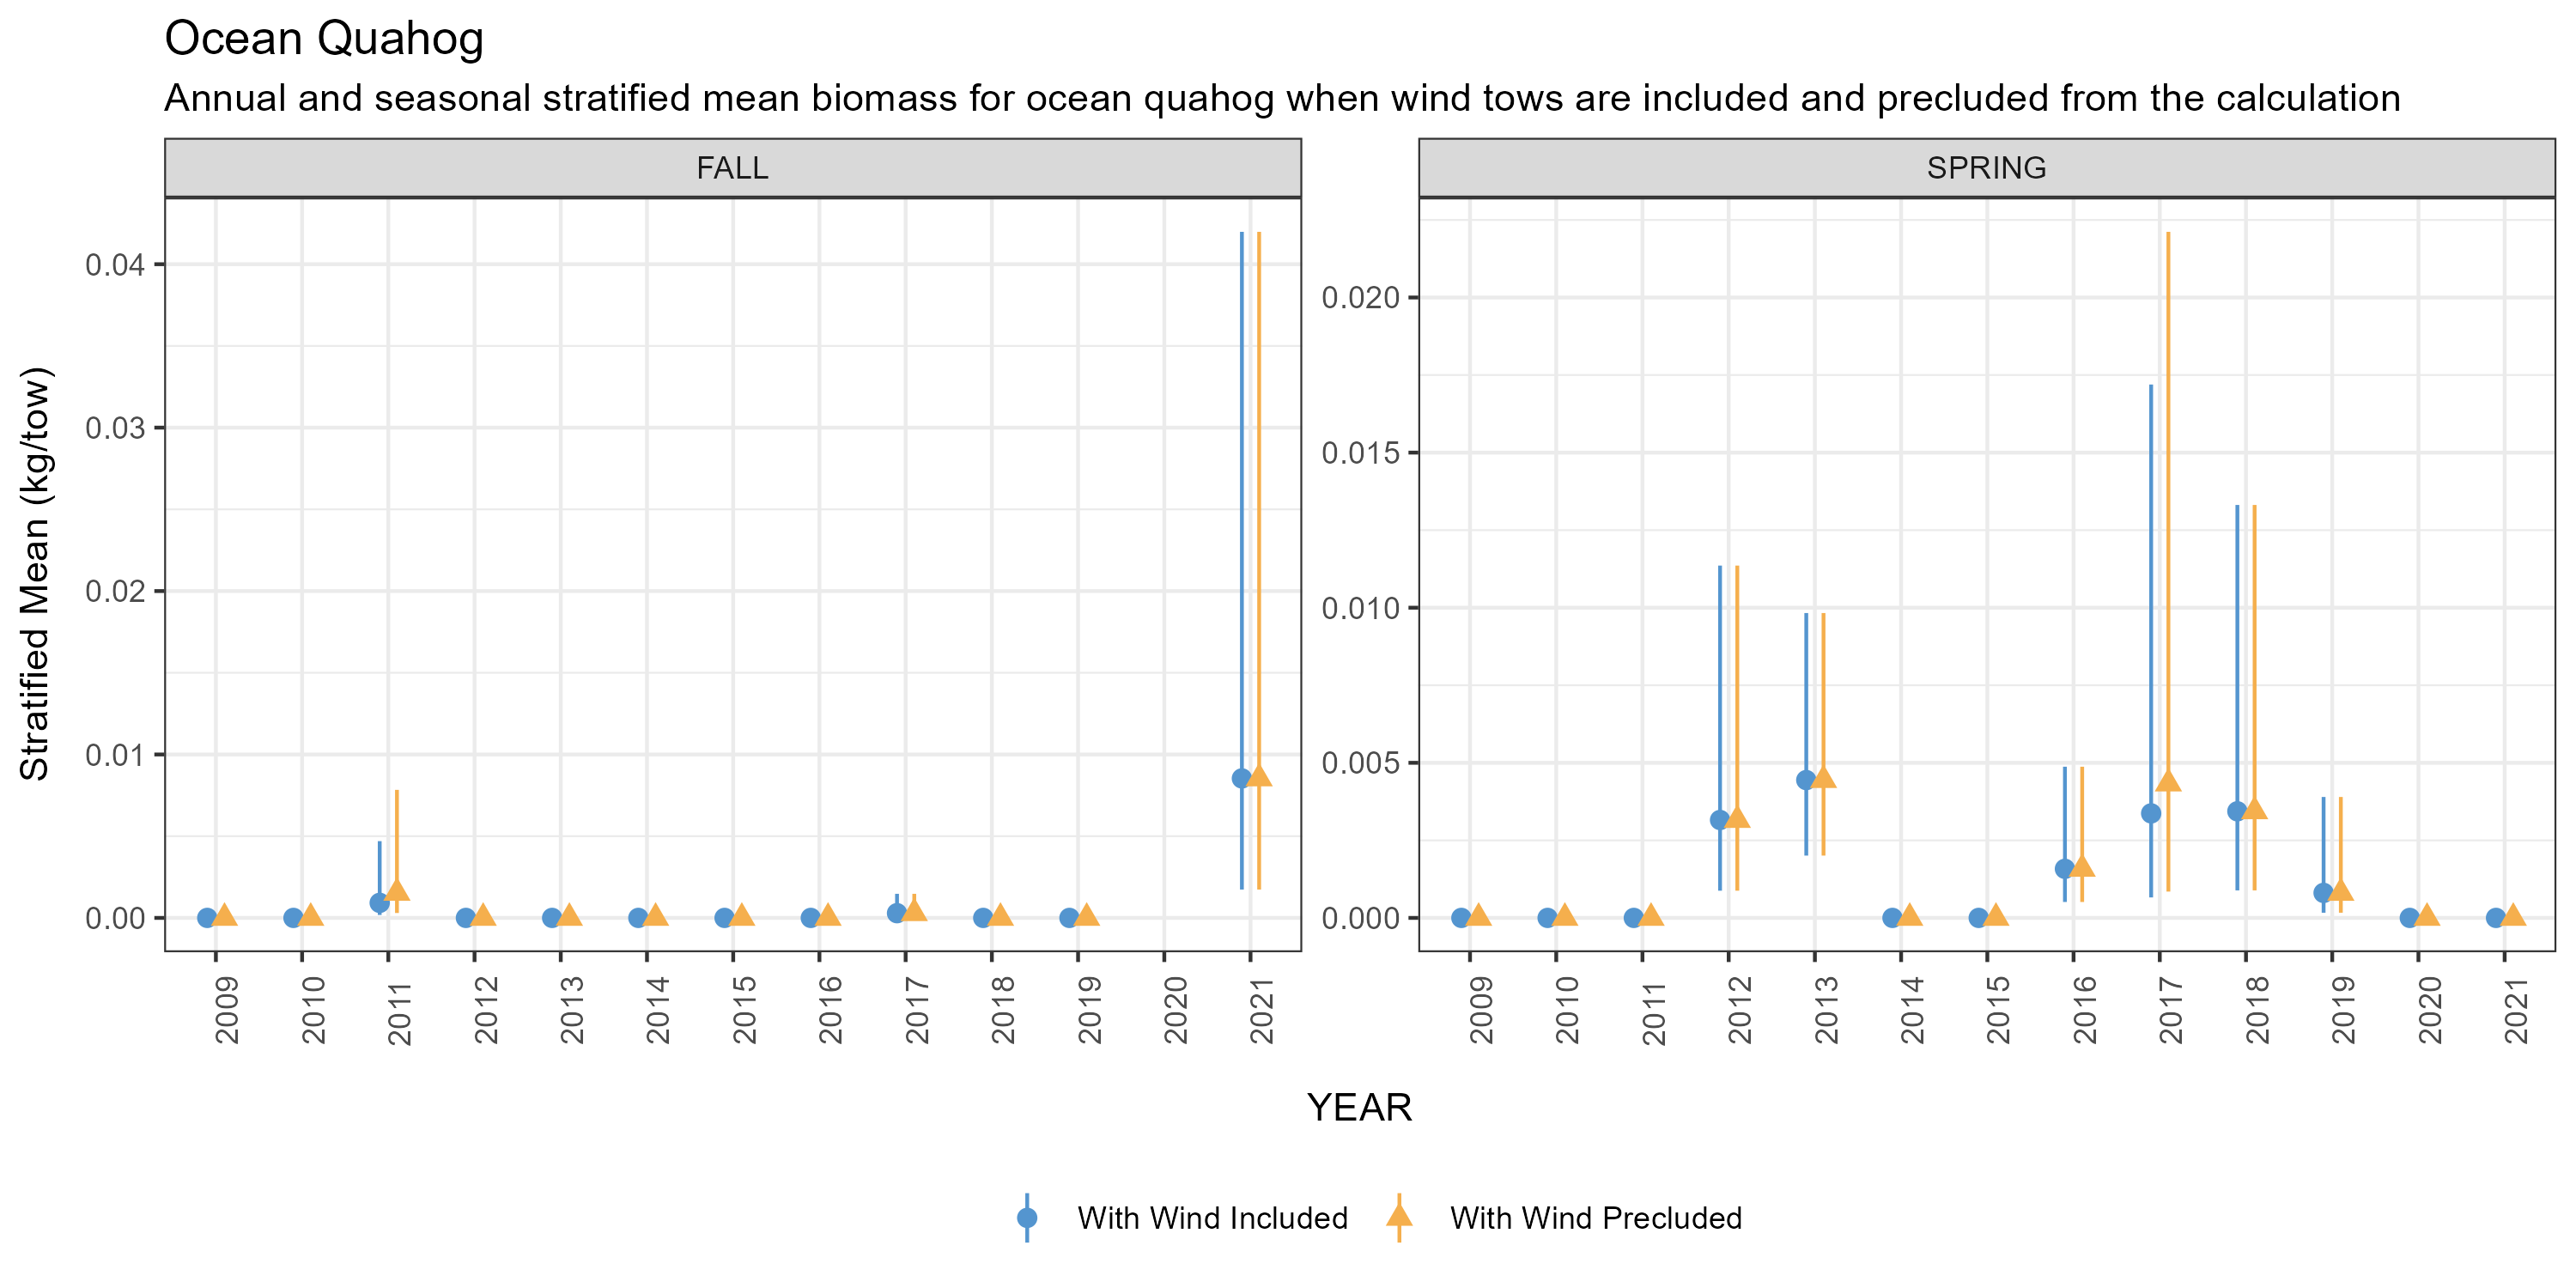 Ocean Quahog
Annual and seasonal stratified mean biomass for ocean quahog when wind tows are included and precluded from the calculation
FALL
SPRING
Stratified Mean (kg/tow)
0.04
0.03
0.02
0.01
0.00
0.020
0.015
0.010
0.005
0.000
2009 2010 2011 2012 2013 2014 2015 2016 2017 2018 2019 2020 2021
2009 2010 2011 2012 2013 2014 2015 2016 2017 2018 2019 2020 2021
YEAR
With Wind Included With Wind Precluded